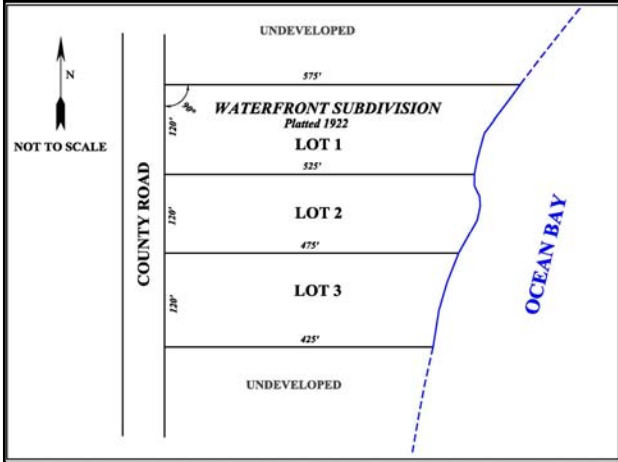 UNDEVELOPED
N
NOT TO SCALE
575'
90°
WATERFRONT SUBDIVISION
Platted 1922
120'
LOT 1
525'
COUNTY ROAD
120'
LOT 2
475'
OCEAN BAY
120'
LOT 3
425'
UNDEVELOPED